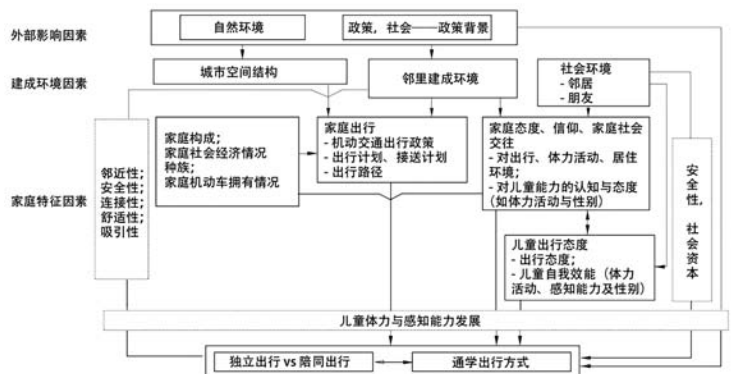 外部影响因素
自然环境
政策，社会——政策背景
建成环境因素
城市空间结构
邻里建成环境
社会环境
- 邻居
- 朋友
家庭特征因素
邻近性；
安全性；
连接性；
舒适性；
吸引性
家庭构成；
家庭社会经济情况
种族；
家庭机动车拥有情况
家庭出行
- 机动交通出行政策
- 出行计划、接送计划
- 出行路径
家庭态度、信仰、家庭社会
交往
- 对出行、体力活动、居住
环境；
- 对儿童能力的认知与态度
（如体力活动与性别）
安全性，社会资本
儿童出行态度
- 出行态度；
- 儿童自我效能（体力
活动、感知能力及性别）
儿童体力与感知能力发展
独立出行 vs 陪同出行
通学出行方式